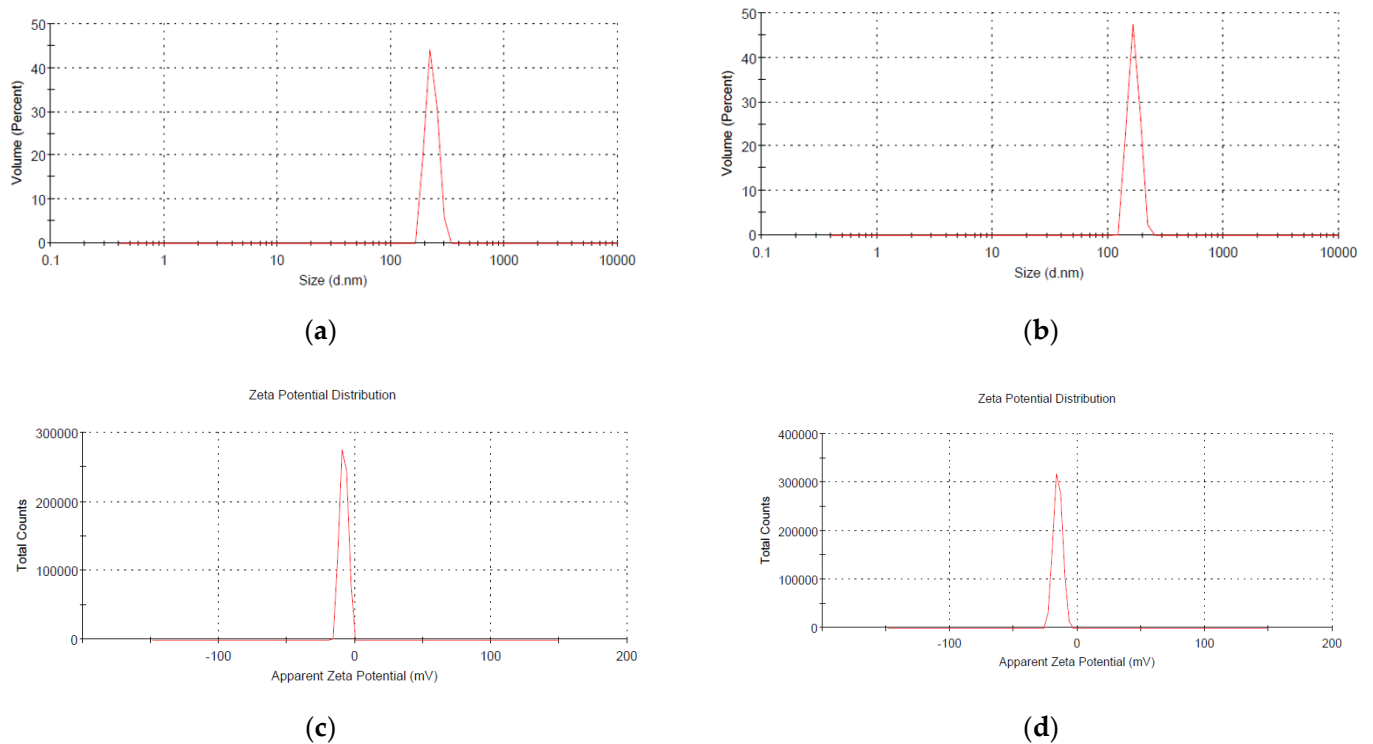 50
40
30
20
10
0
Volume (Percent)
0.1 1 10 100 1000 10000
Size (d.nm)
(a)
50
40
30
20
10
0
Volume (Percent)
0.1 1 10 100 1000 10000
Size (d.nm)
(b)
Zeta Potential Distribution
300000
200000
100000
0
Total Counts
-100 0 100 200
Apparent Zeta Potential (mV)
(c)
Zeta Potential Distribution
400000
300000
200000
100000
0
Total Counts
-100 0 100 200
Apparent Zeta Potential (mV)
(d)